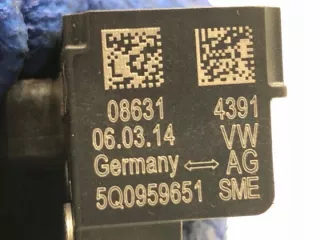 08631 4391
06.03.14 VW
Germany ⟺ AG
5Q0959651 SME